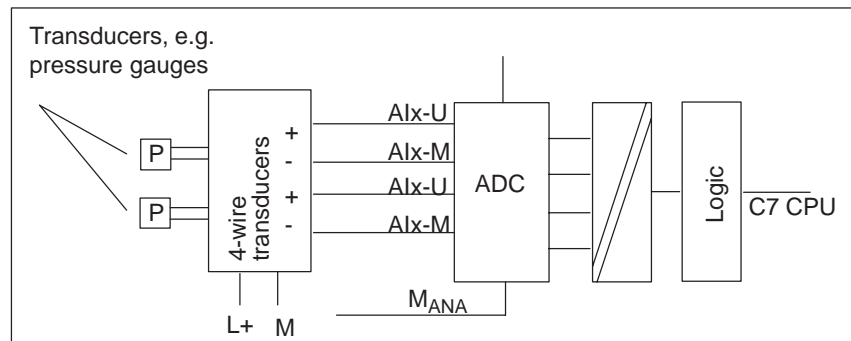 Transducers, e.g.
pressure gauges
P
P
4-wire
transducers
+
-
+
-
L+
M
AIx-U
AIx-M
AIx-U
AIx-M
MANA
ADC
Logic
C7 CPU